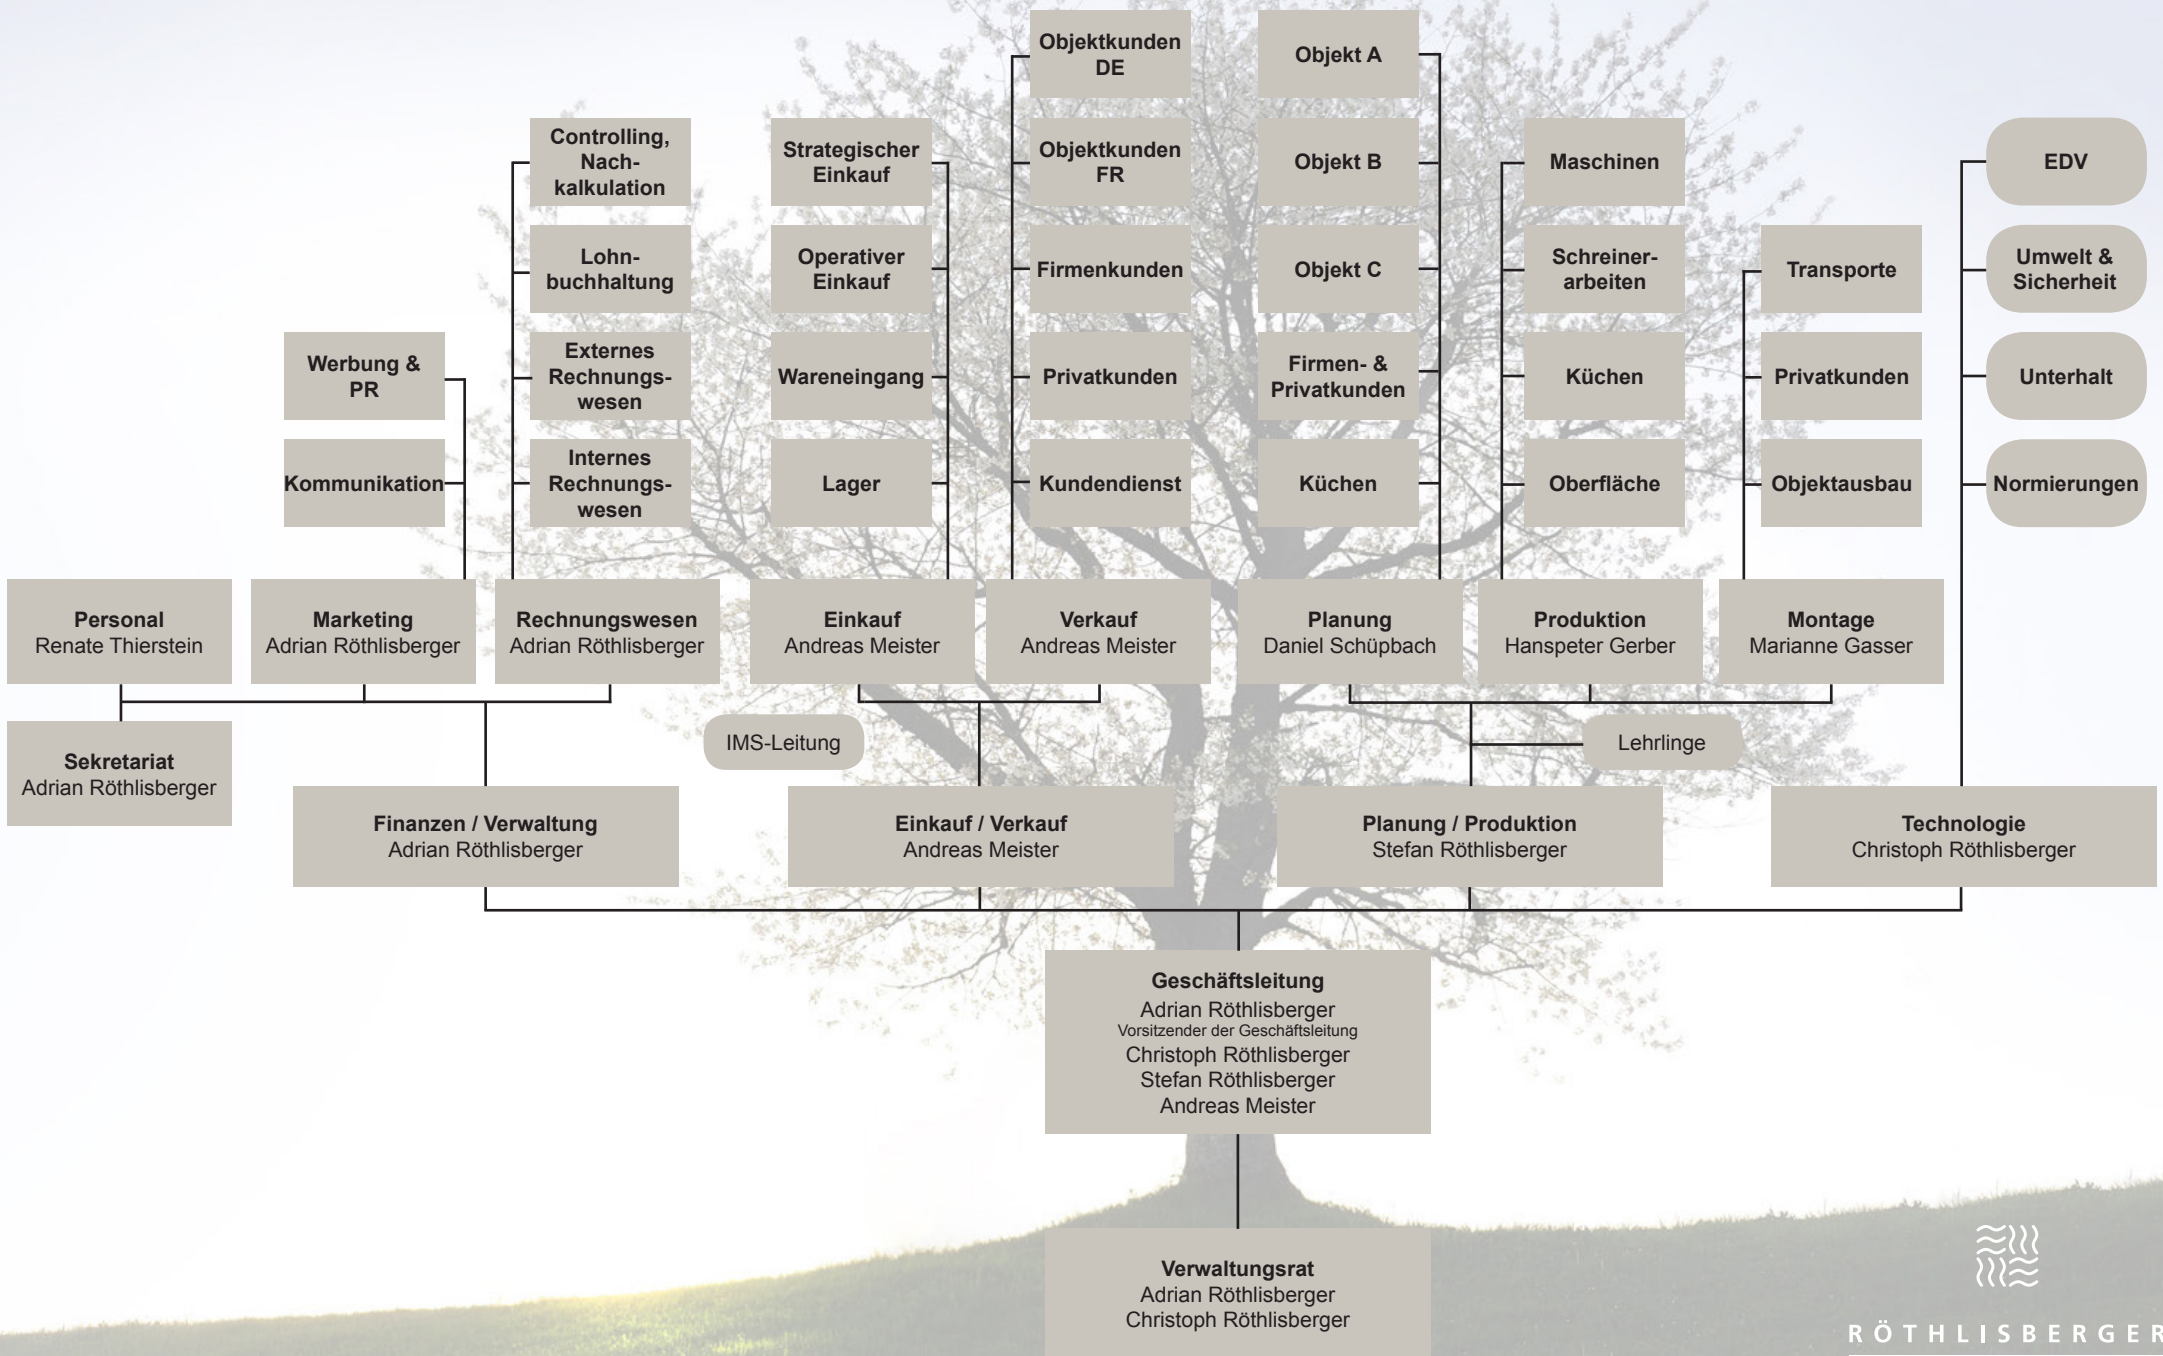 Objektkunden
DE
Objekt A
Controlling,
Nach-
kalkulation
Strategischer
Einkauf
Objektkunden
FR
Objekt B
Maschinen
EDV
Lohn-
buchhaltung
Operativer
Einkauf
Firmenkunden
Objekt C
Schreiner-
arbeiten
Transporte
Umwelt &
Sicherheit
Werbung &
PR
Externes
Rechnungs-
wesen
Wareneingang
Privatkunden
Firmen- &
Privatkunden
Küchen
Privatkunden
Unterhalt
Kommunikation
Internes
Rechnungs-
wesen
Lager
Kundendienst
Küchen
Oberfläche
Objektausbau
Normierungen
Personal
Renate Thierstein
Marketing
Adrian Röthlisberger
Rechnungswesen
Adrian Röthlisberger
Einkauf
Andreas Meister
Verkauf
Andreas Meister
Planung
Daniel Schüpbach
Produktion
Hanspeter Gerber
Montage
Marianne Gasser
Sekretariat
Adrian Röthlisberger
IMS-Leitung
Lehrlinge
Finanzen / Verwaltung
Adrian Röthlisberger
Einkauf / Verkauf
Andreas Meister
Planung / Produktion
Stefan Röthlisberger
Technologie
Christoph Röthlisberger
Geschäftsleitung
Adrian Röthlisberger
Vorsitzender der Geschäftsleitung
Christoph Röthlisberger
Stefan Röthlisberger
Andreas Meister
Verwaltungsrat
Adrian Röthlisberger
Christoph Röthlisberger
RÖTHLISBERGER